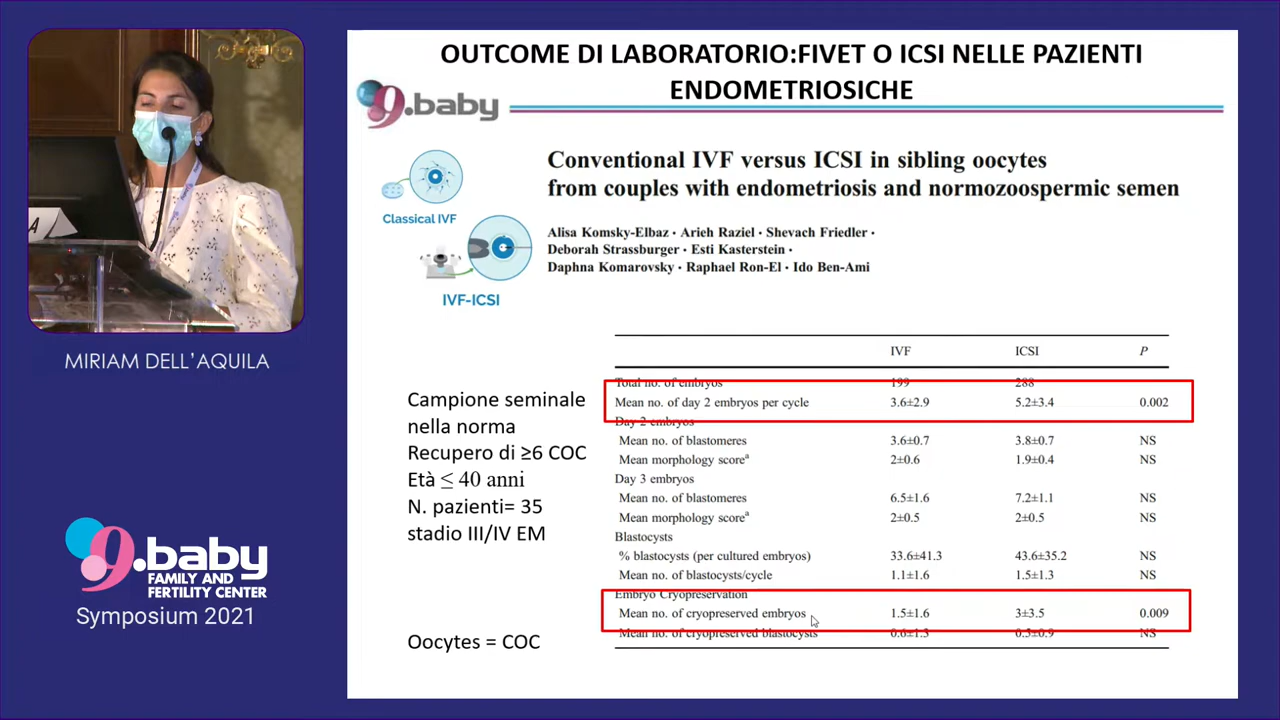 OUTCOME DI LABORATORIO:FIVET O ICSI NELLE PAZIENTI
ENDOMETRIOSICHE
9.baby
Conventional IVF versus ICSI in sibling oocytes
from couples with endometriosis and normozoospermic semen
Classical IVF
IVF-ICSI
Alisa Komsky-Elbaz · Arieh Raziel · Shevach Friedler ·
Deborah Strassburger · Esti Kasterstein ·
Daphna Komarovsky · Raphael Ron-El · Ido Ben-Ami
A
MIRIAM DELL'AQUILA
Campione seminale
nella norma
Recupero di ≥6 COC
Età ≤ 40 anni
N. pazienti= 35
stadio III/IV EM
Oocytes = COC
IVF ICSI P
Total no. of embryos 199 288
Mean no. of day 2 embryos per cycle 3.6±2.9 5.2±3.4 0.002
Day 2 embryos
Mean no. of blastomeres 3.6±0.7 3.8±0.7 NS
Mean morphology scoreª 2±0.6 1.9±0.4 NS
Day 3 embryos
Mean no. of blastomeres 6.5±1.6 7.2±1.1 NS
Mean morphology scoreª 2±0.5 2±0.5 NS
Blastocysts
% blastocysts (per cultured embryos) 33.6±41.3 43.6±35.2 NS
Mean no. of blastocysts/cycle 1.1±1.6 1.5±1.3 NS
Embryo Cryopreservation
Mean no. of cryopreserved embryos 1.5±1.6 3±3.5 0.009
Mean no. of cryopreserved blastocysts 0.6±1.3 0.5±0.9 NS
9.baby
FAMILY AND
FERTILITY CENTER
Symposium 2021